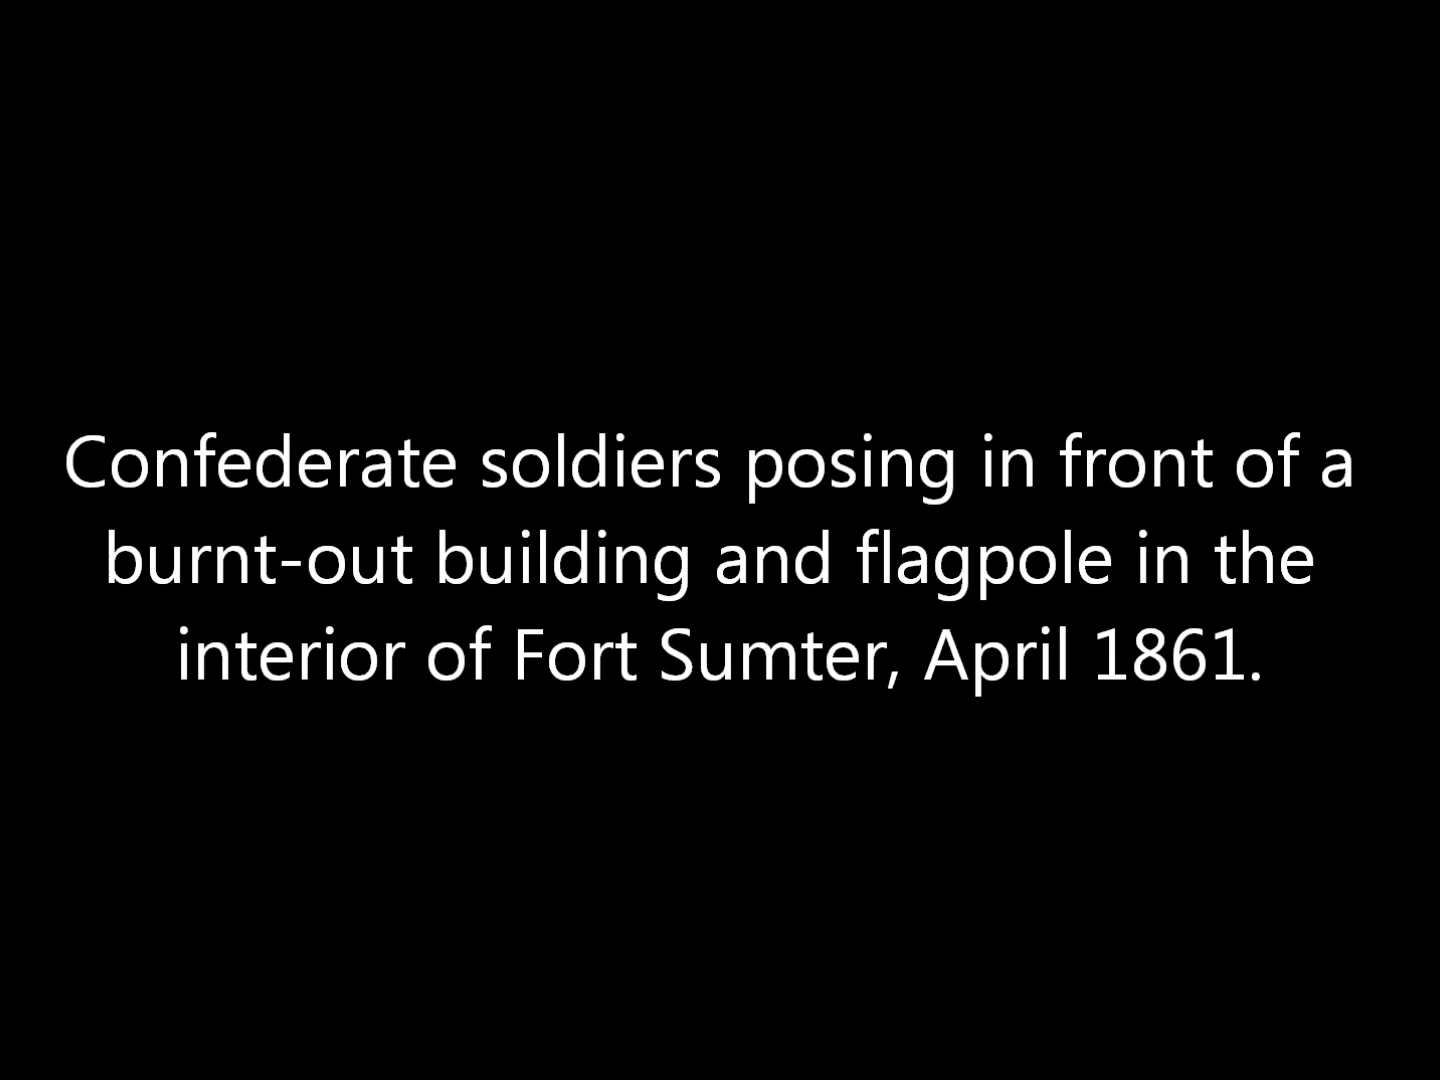 Confederate soldiers posing in front of a
burnt-out building and flagpole in the
interior of Fort Sumter, April 1861.